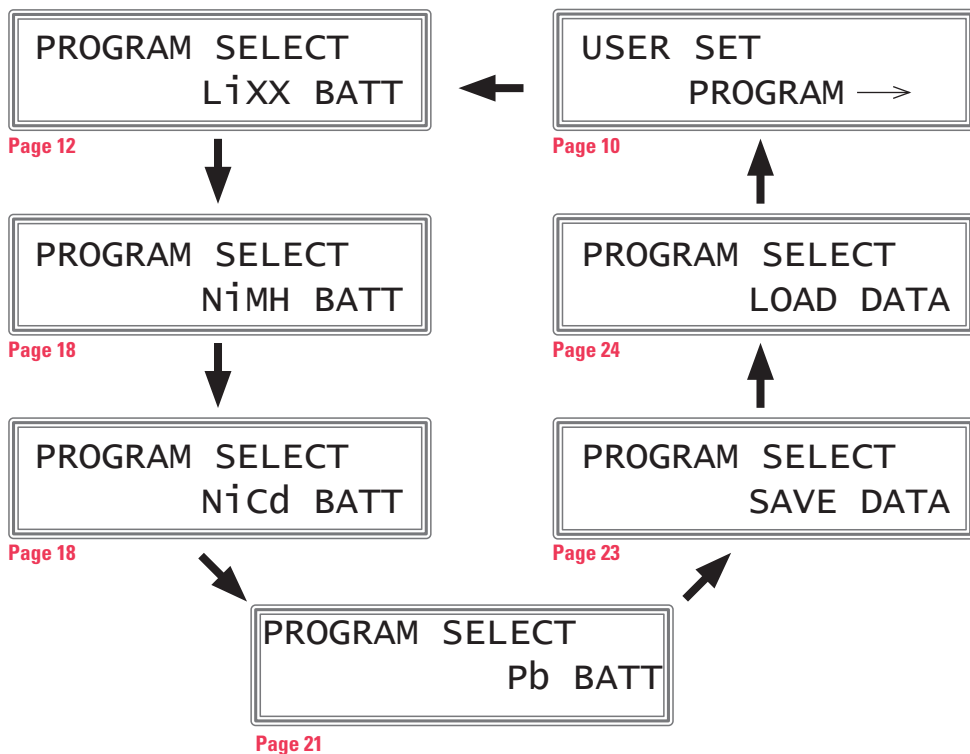 PROGRAM SELECT
LiXX BATT
Page 12
USER SET
PROGRAM →
Page 10
PROGRAM SELECT
NiMH BATT
Page 18
PROGRAM SELECT
LOAD DATA
Page 24
PROGRAM SELECT
NiCd BATT
Page 18
PROGRAM SELECT
SAVE DATA
Page 23
PROGRAM SELECT
Pb BATT
Page 21